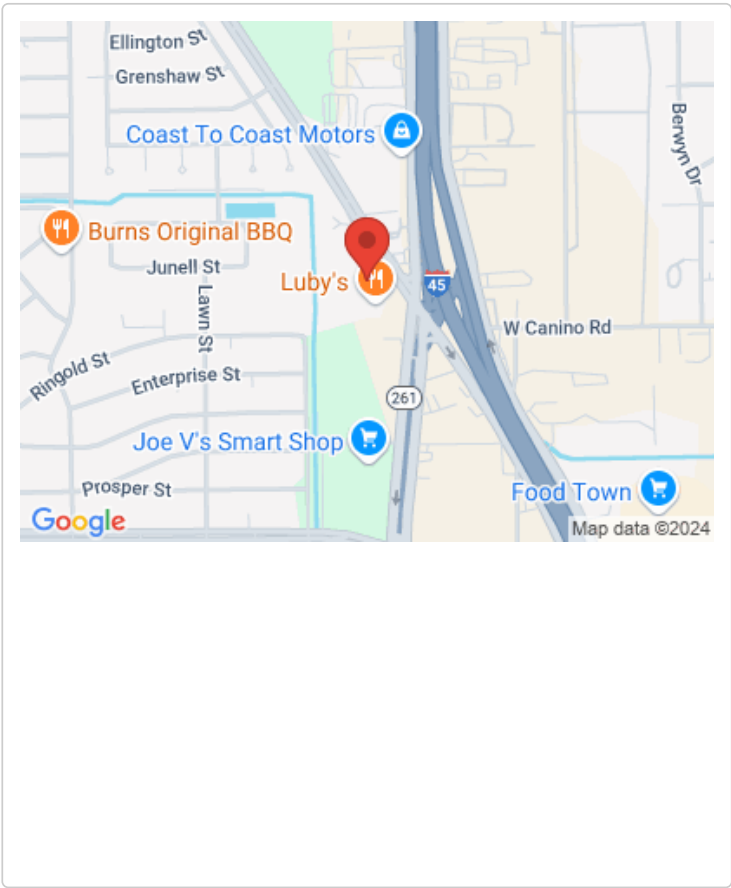 Ellington St
Grenshaw St
Coast To Coast Motors
Berwyn Dr
Burns Original BBQ
Junell St
Luby's
45
Lawn St
W Canino Rd
Ringold St
Enterprise St
261
Joe V's Smart Shop
Prosper St
Food Town
Google
Map data ©2024